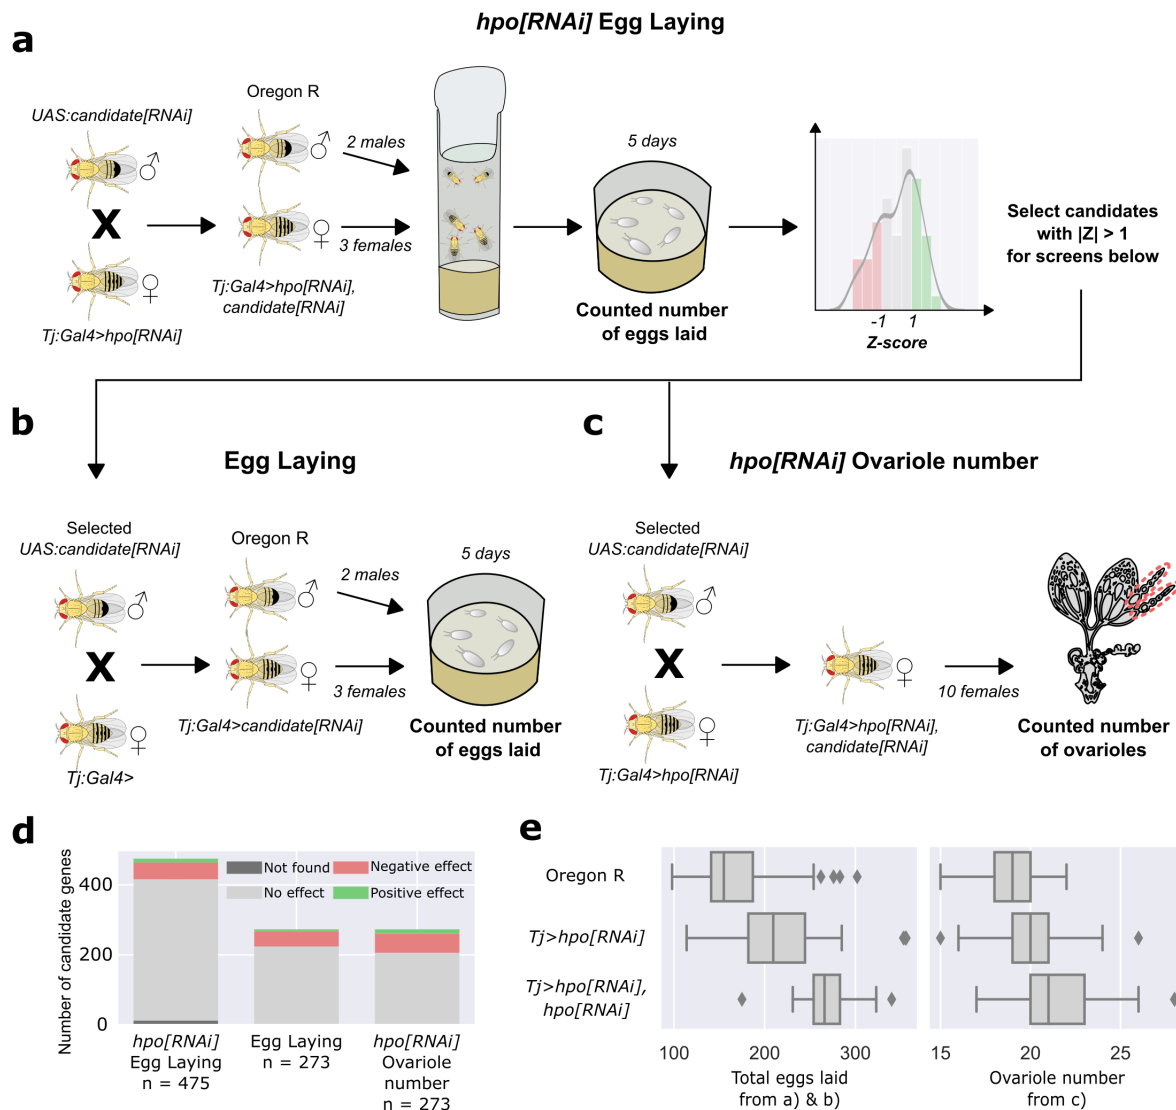 hpo[RNAi] Egg Laying
a
Oregon R
UAS:candidate[RNAi]
2 males
5 days
3 females
Select candidates
with |Z| > 1
for screens below
Tj:Gal4>hpo[RNAi],
candidate[RNAi]
Tj:Gal4>hpo[RNAi]
Counted number
of eggs laid
-1 1
Z-score
b
Egg Laying
Selected
UAS:candidate[RNAi]
Oregon R
2 males
5 days
3 females
Tj:Gal4>candidate[RNAi]
Counted number
of eggs laid
Tj:Gal4>
c
hpo[RNAi] Ovariole number
Selected
UAS:candidate[RNAi]
10 females
Tj:Gal4>hpo[RNAi],
candidate[RNAi]
Counted number
of ovarioles
Tj:Gal4>hpo[RNAi]
d
Number of candidate genes
400
200
0
Not found
Negative effect
No effect
Positive effect
hpo[RNAi]
Egg Laying
n = 475
Egg Laying
n = 273
hpo[RNAi]
Ovariole
number
n = 273
e
Oregon R
Tj>hpo[RNAi]
Tj>hpo[RNAi],
hpo[RNAi]
100 200 300
Total eggs laid
from a) & b)
15 20 25
Ovariole number
from c)